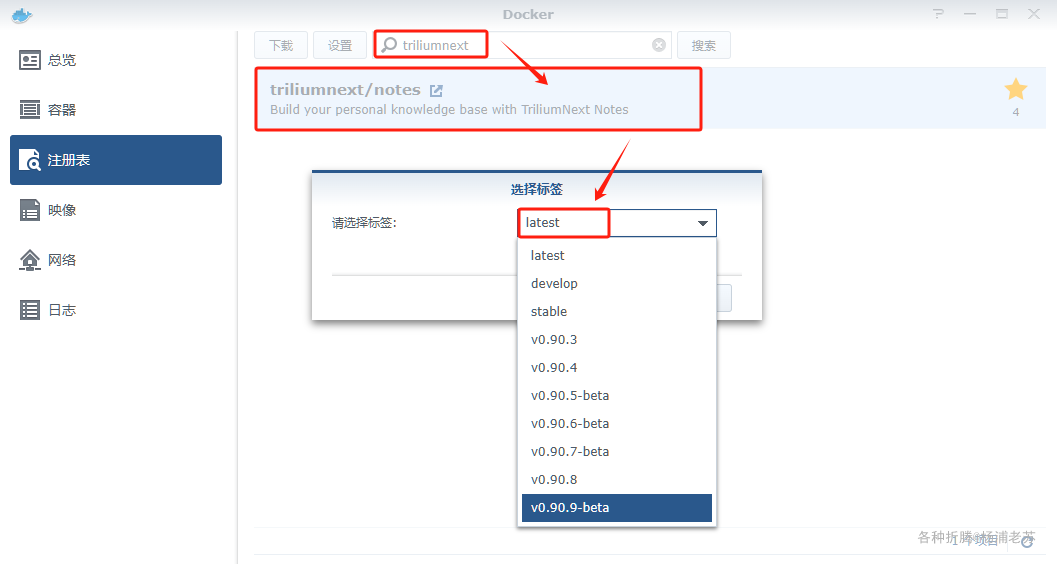 Docker
总览
容器
注册表
映像
网络
日志
下载 设置 triliumnext 搜索
triliumnext/notes
Build your personal knowledge base with TriliumNext Notes
4
选择标签
请选择标签: latest
latest
develop
stable
v0.90.3
v0.90.4
v0.90.5-beta
v0.90.6-beta
v0.90.7-beta
v0.90.8
v0.90.9-beta
1 个项目
各种折腾@杨浦老苏